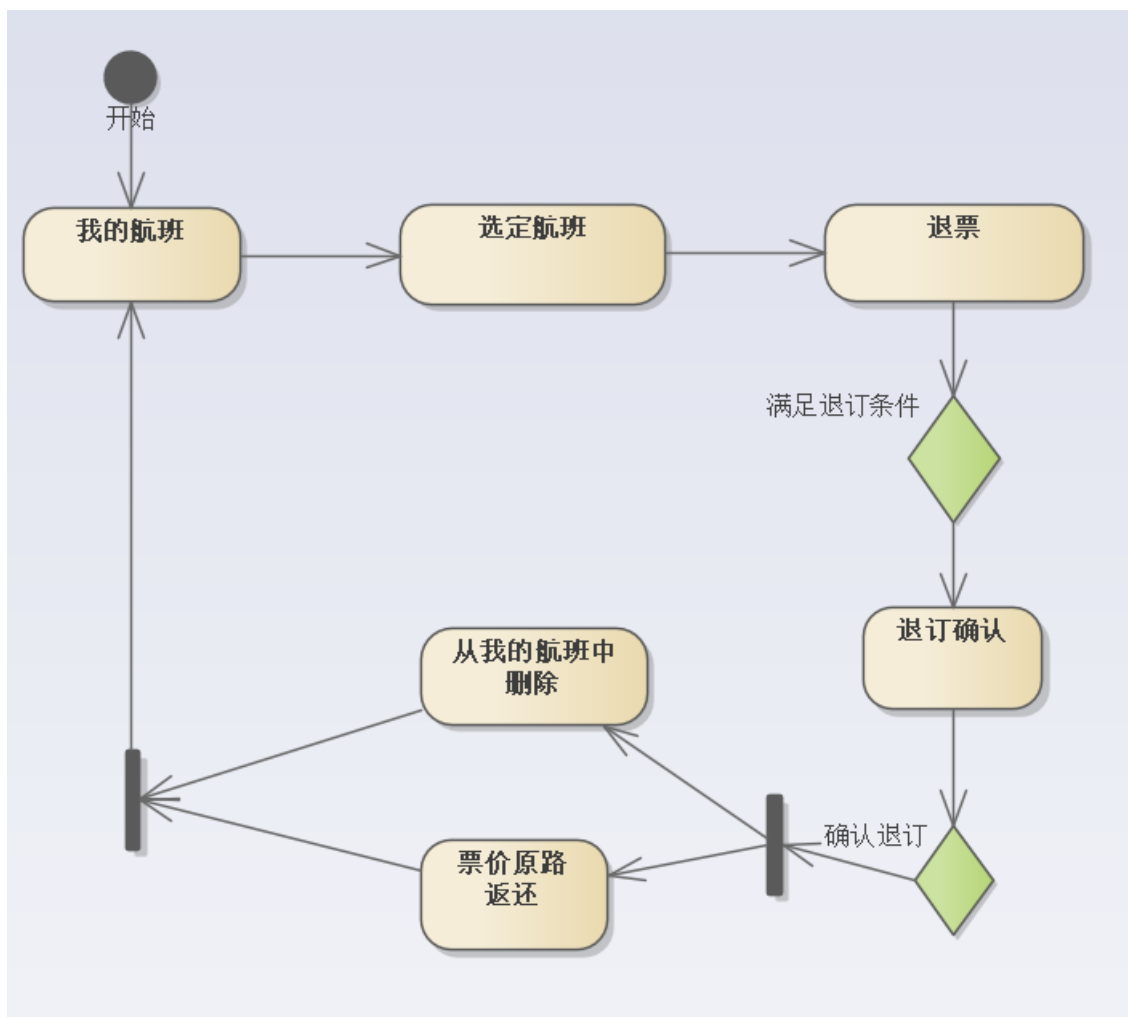 开始
我的航班
选定航班
退票
满足退订条件
退订确认
从我的航班中
删除
确认退订
票价原路
返还